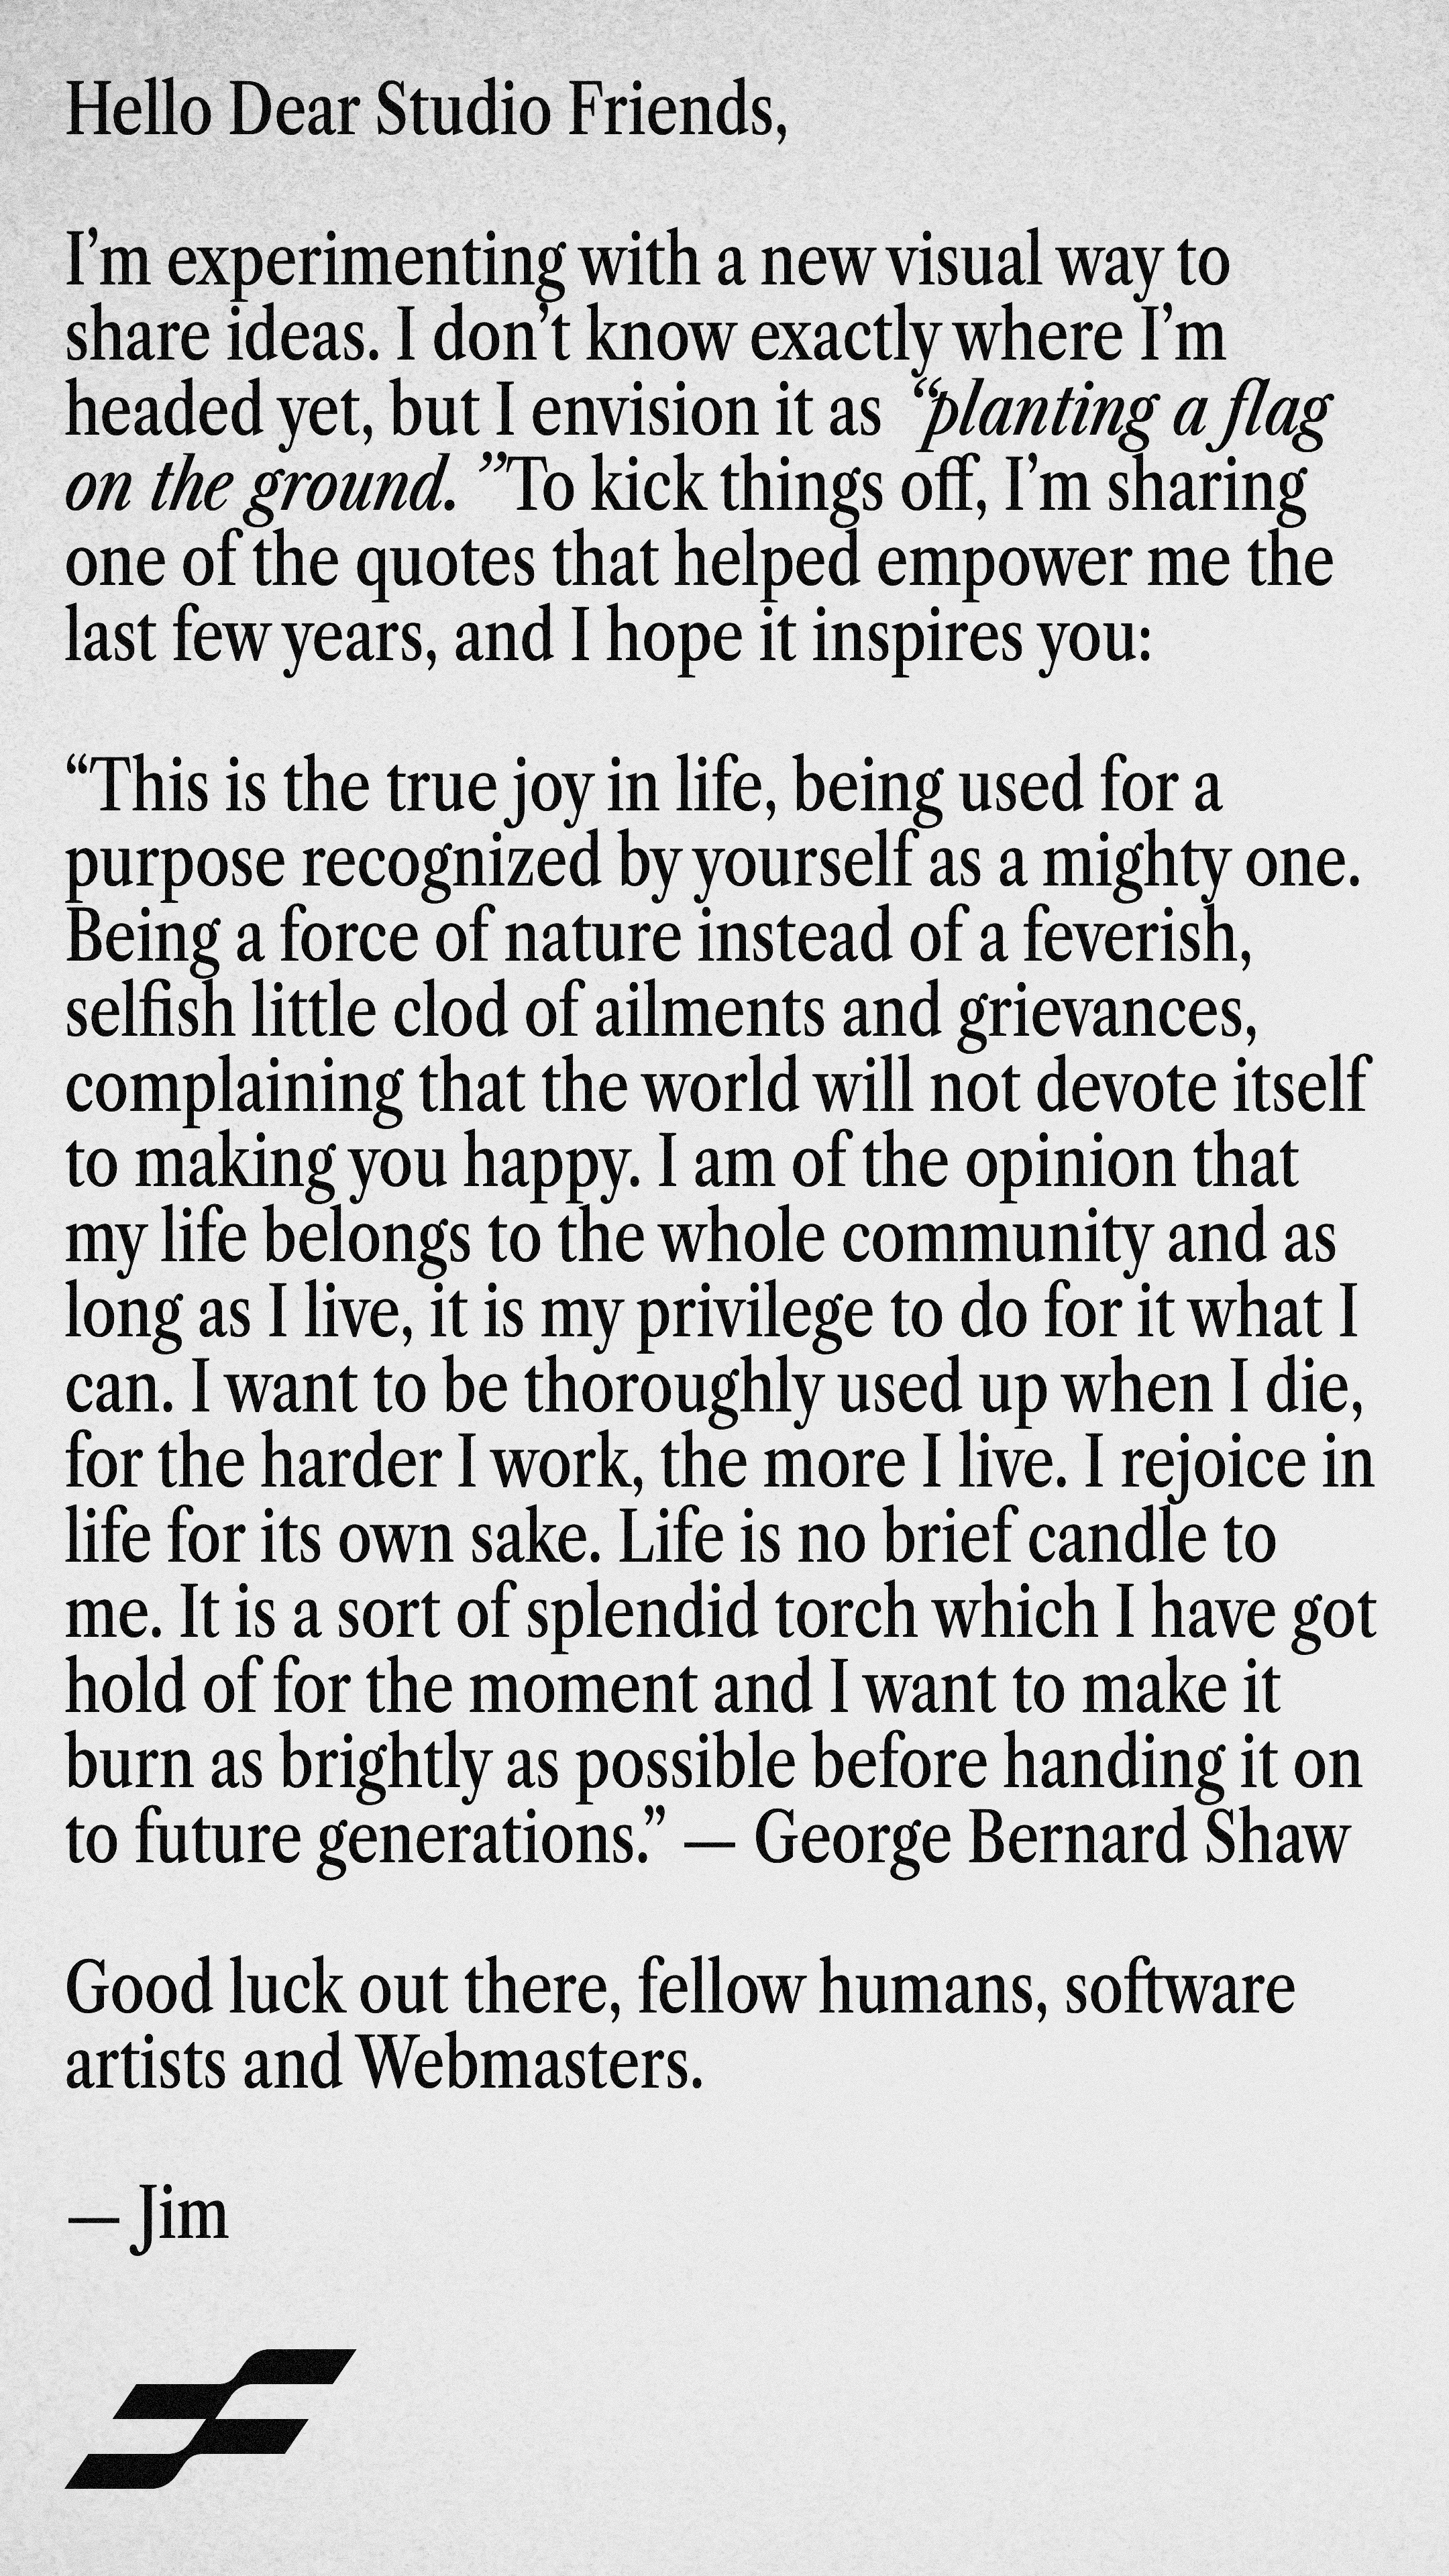 Hello Dear Studio Friends,
I’m experimenting with a new visual way to
share ideas. I don’t know exactly where I’m
headed yet, but I envision it as “planting a flag
on the ground. ”To kick things off, I’m sharing
one of the quotes that helped empower me the
last few years, and I hope it inspires you:
“This is the true joy in life, being used for a
purpose recognized by yourself as a mighty one.
Being a force of nature instead of a feverish,
selfish little clod of ailments and grievances,
complaining that the world will not devote itself
to making you happy. I am of the opinion that
my life belongs to the whole community and as
long as I live, it is my privilege to do for it what I
can. I want to be thoroughly used up when I die,
for the harder I work, the more I live. I rejoice in
life for its own sake. Life is no brief candle to
me. It is a sort of splendid torch which I have got
hold of for the moment and I want to make it
burn as brightly as possible before handing it on
to future generations.” — George Bernard Shaw
Good luck out there, fellow humans, software
artists and Webmasters.
— Jim